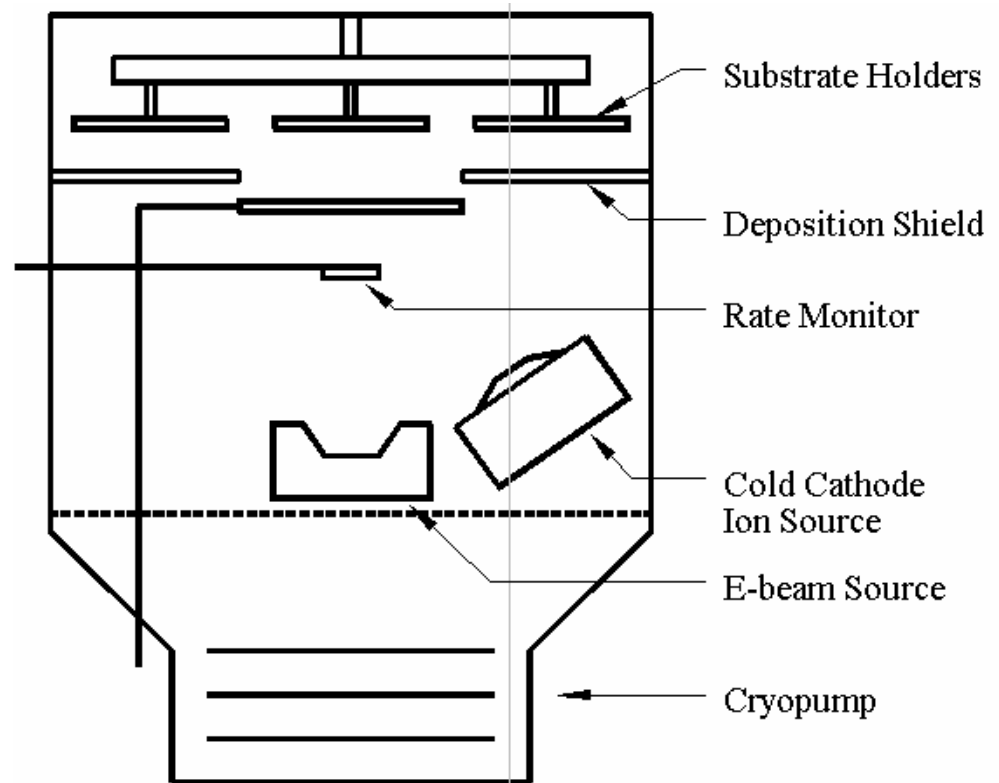 Substrate Holders
Deposition Shield
Rate Monitor
Cold Cathode
Ion Source
E-beam Source
Cryopump